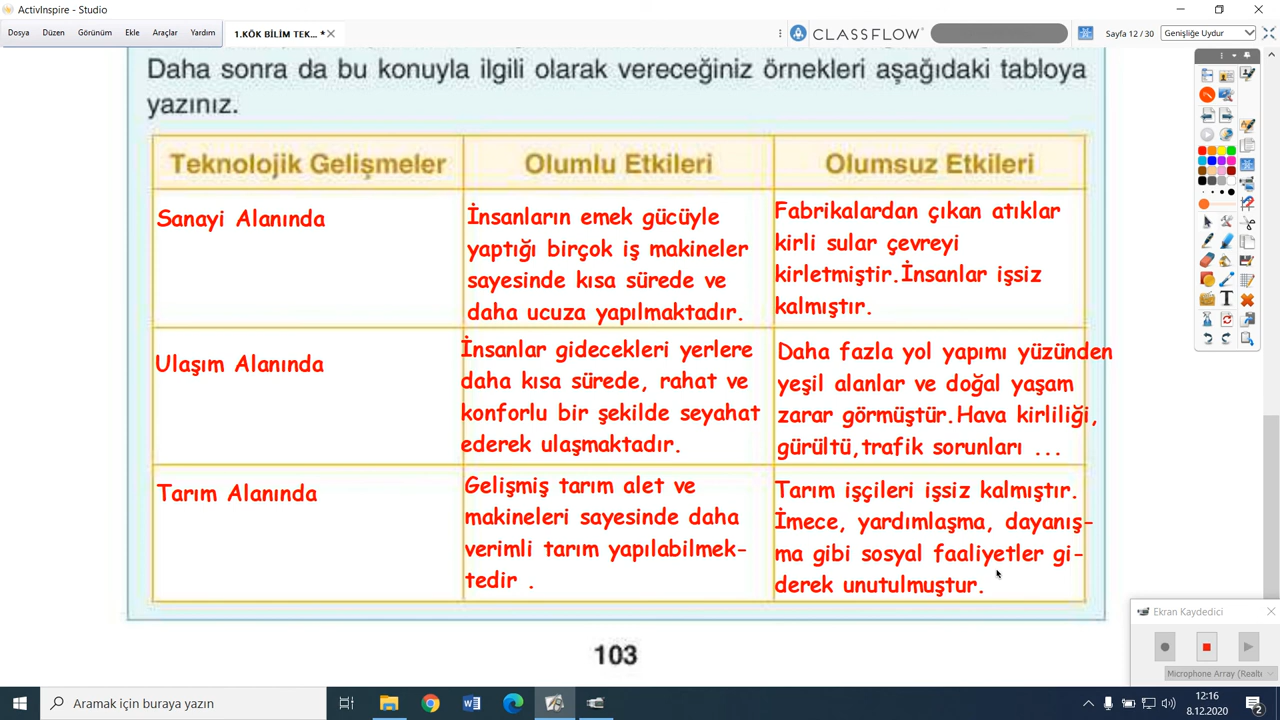 ActivInspire - Studio
Dosya Düzen Görünüm Ekle Araçlar Yardım
1.KÖK BİLİM TEK... *
CLASSFLOW
Sayfa 12 / 30
Genişliğe Uydur
Daha sonra da bu konuyla ilgili olarak vereceğiniz örnekleri aşağıdaki tabloya
yazınız.
Teknolojik Gelişmeler
Olumlu Etkileri
Olumsuz Etkileri
Sanayi Alanında
İnsanların emek gücüyle
yaptığı birçok iş makineler
sayesinde kısa sürede ve
daha ucuza yapılmaktadır.
Fabrikalardan çıkan atıklar
kirli sular çevreyi
kirletmiştir.İnsanlar işsiz
kalmıştır.
Ulaşım Alanında
İnsanlar gidecekleri yerlere
daha kısa sürede, rahat ve
konforlu bir şekilde seyahat
ederek ulaşmaktadır.
Daha fazla yol yapımı yüzünden
yeşil alanlar ve doğal yaşam
zarar görmüştür.Hava kirliliği,
gürültü,trafik sorunları ...
Tarım Alanında
Gelişmiş tarım alet ve
makineleri sayesinde daha
verimli tarım yapılabilmek-
tedir .
Tarım işçileri işsiz kalmıştır.
İmece, yardımlaşma, dayanış-
ma gibi sosyal faaliyetler gi-
derek unutulmuştur.
103
Ekran Kaydedici
Microphone Array (Realt
Aramak için buraya yazın
12:16
8.12.2020
2